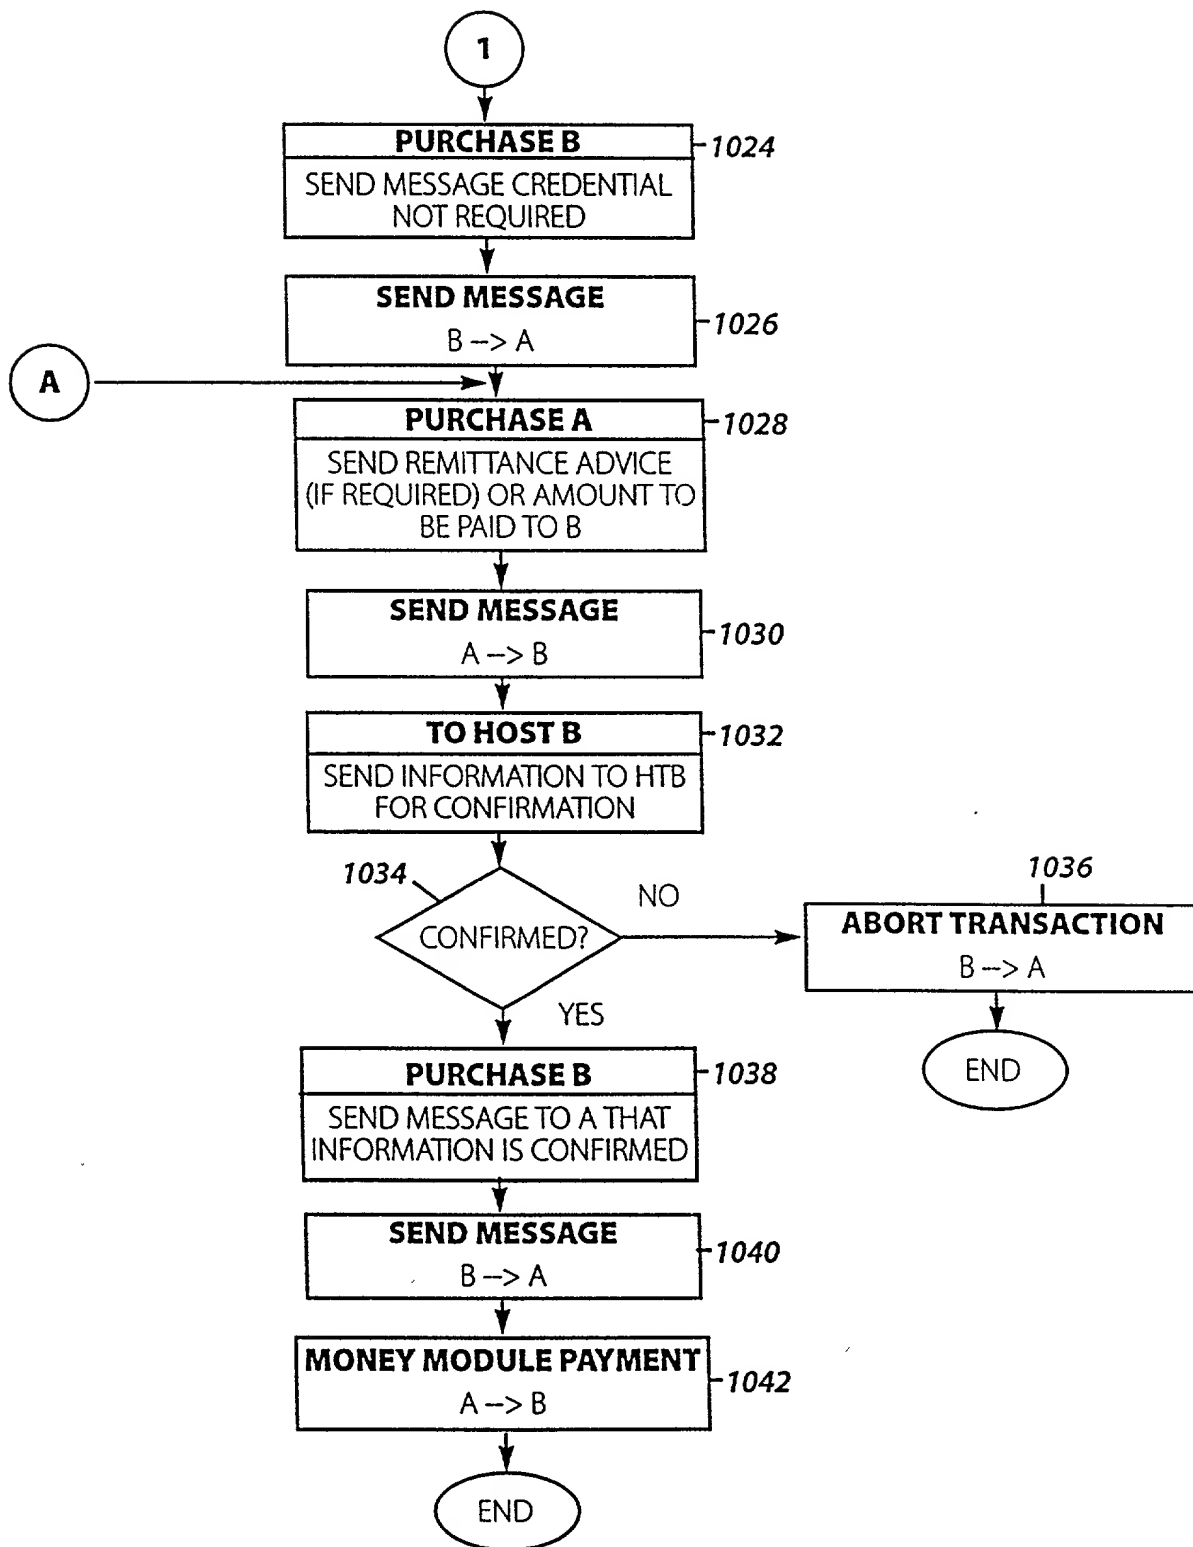 1
PURCHASE B
1024
SEND MESSAGE CREDENTIAL
NOT REQUIRED
SEND MESSAGE
B --> A
1026
A
PURCHASE A
1028
SEND REMITTANCE ADVICE
(IF REQUIRED) OR AMOUNT TO
BE PAID TO B
SEND MESSAGE
A --> B
1030
TO HOST B
1032
SEND INFORMATION TO HTB
FOR CONFIRMATION
1034
CONFIRMED?
NO
1036
ABORT TRANSACTION
B --> A
END
YES
PURCHASE B
1038
SEND MESSAGE TO A THAT
INFORMATION IS CONFIRMED
SEND MESSAGE
B --> A
1040
MONEY MODULE PAYMENT
A --> B
1042
END